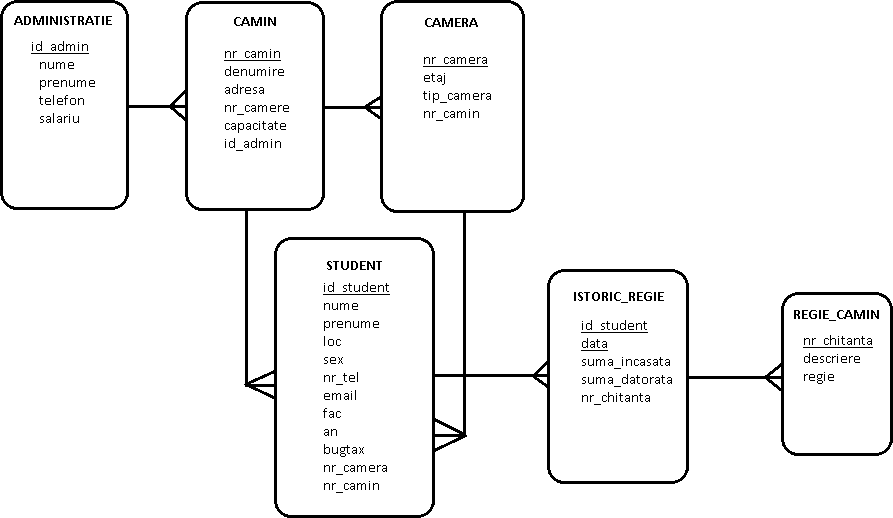 ADMINISTRATIE
id_admin
nume
prenume
telefon
salariu
CAMIN
nr_camin
denumire
adresa
nr_camere
capacitate
id_admin
CAMERA
nr_camera
etaj
tip_camera
nr_camin
STUDENT
id_student
nume
prenume
loc
sex
nr_tel
email
fac
an
bugtax
nr_camera
nr_camin
ISTORIC_REGIE
id_student
data
suma_incasata
suma_datorata
nr_chitanta
REGIE_CAMIN
nr_chitanta
descriere
regie